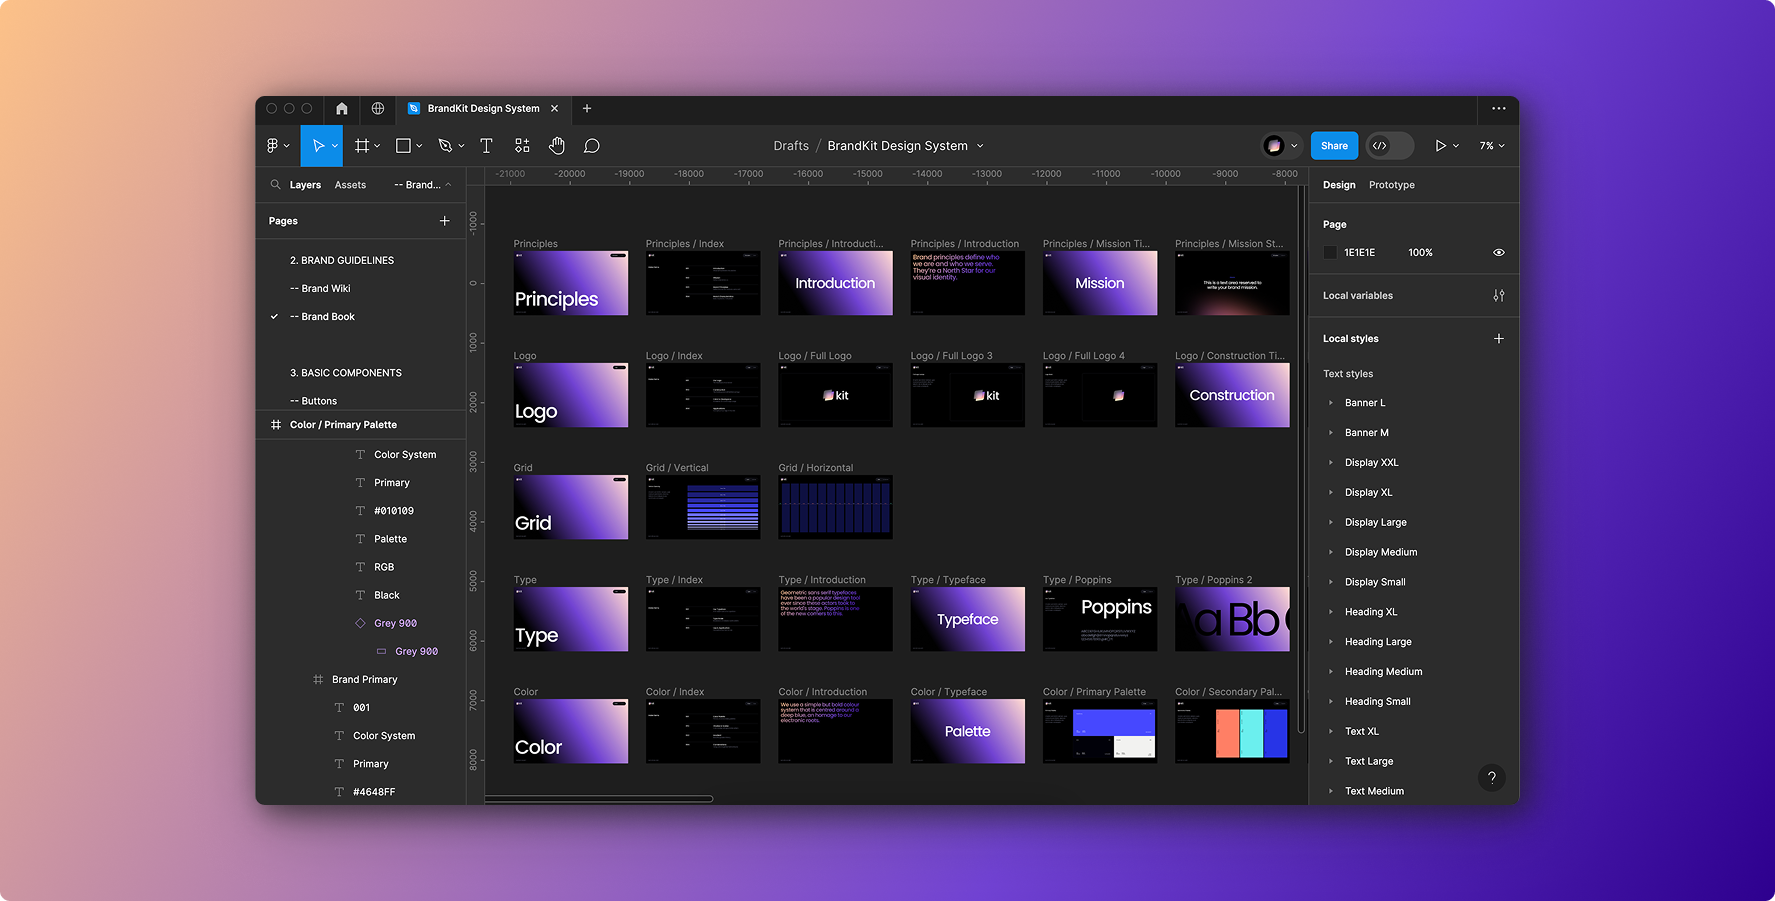 BrandKit Design System
Drafts / BrandKit Design System
Share
7%
Layers
Assets
-- Brand...
-21000 -20000 -19000 -18000 -17000 -16000 -15000 -14000 -13000 -12000 -11000 -10000 -9000 -8000
Design
Prototype
Pages
2. BRAND GUIDELINES
-- Brand Wiki
-- Brand Book
3. BASIC COMPONENTS
-- Buttons
Color / Primary Palette
Color System
Primary
#010109
Palette
RGB
Black
Grey 900
Grey 900
Brand Primary
001
Color System
Primary
#4648FF
-1000
0
1000
2000
3000
4000
5000
6000
7000
8000
Principles
Principles
Principles / Index
Principles / Introducti...
Introduction
Principles / Introduction
Brand principles define who
we are and who we serve.
They're a North Star for our
visual identity.
Principles / Mission Ti...
Mission
Principles / Mission St...
This is a text area reserved to
write your brand mission.
Logo
Logo
Logo / Index
Logo / Full Logo
kit
Logo / Full Logo 3
kit
Logo / Full Logo 4
Logo / Construction Ti...
Construction
Grid
Grid
Grid / Vertical
Grid / Horizontal
Type
Type
Type / Index
Type / Introduction
Geometric sans serif typefaces
have been a popular design tool
ever since these actors took to
the world's stage. Poppins is one
of the new comers to this.
Type / Typeface
Typeface
Type / Poppins
Poppins
Type / Poppins 2
Aa Bb
Color
Color
Color / Index
Color / Introduction
We use a simple but bold colour
system that is centred around a
deep blue, an homage to our
electronic roots.
Color / Typeface
Palette
Color / Primary Palette
Color / Secondary Pal...
Page
1E1E1E
100%
Local variables
Local styles
Text styles
Banner L
Banner M
Display XXL
Display XL
Display Large
Display Medium
Display Small
Heading XL
Heading Large
Heading Medium
Heading Small
Text XL
Text Large
Text Medium
?